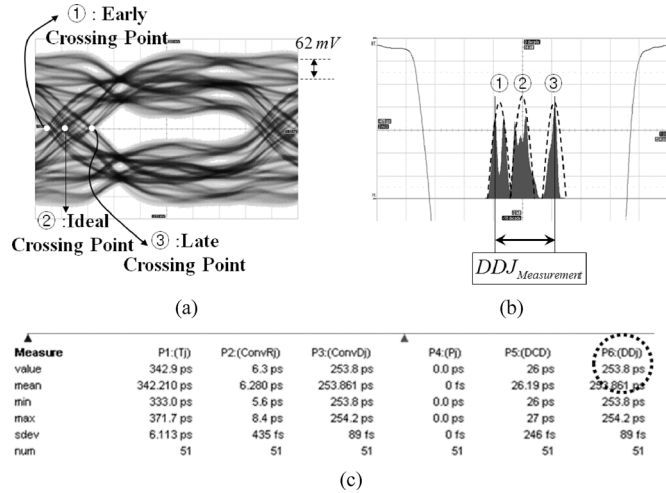 ① : Early
Crossing Point
62 mV
② :Ideal
Crossing Point
③ :Late
Crossing Point
(a)
① ② ③
DDJ Measurement
(b)
Measure P1:(Tj) P2:(ConvRj) P3:(ConvDj) P4:(Pj) P5:(DCD) P6:(DDj)
value 342.9 ps 6.3 ps 253.8 ps 0.0 ps 26 ps 253.8 ps
mean 342.210 ps 6.280 ps 253.861 ps 0 fs 26.19 ps 253.861 ps
min 333.0 ps 5.6 ps 253.8 ps 0.0 ps 26 ps 253.8 ps
max 371.7 ps 8.4 ps 254.2 ps 0.0 ps 27 ps 254.2 ps
sdev 6.113 ps 435 fs 89 fs 0 fs 246 fs 89 fs
num 51 51 51 51 51 51
(c)